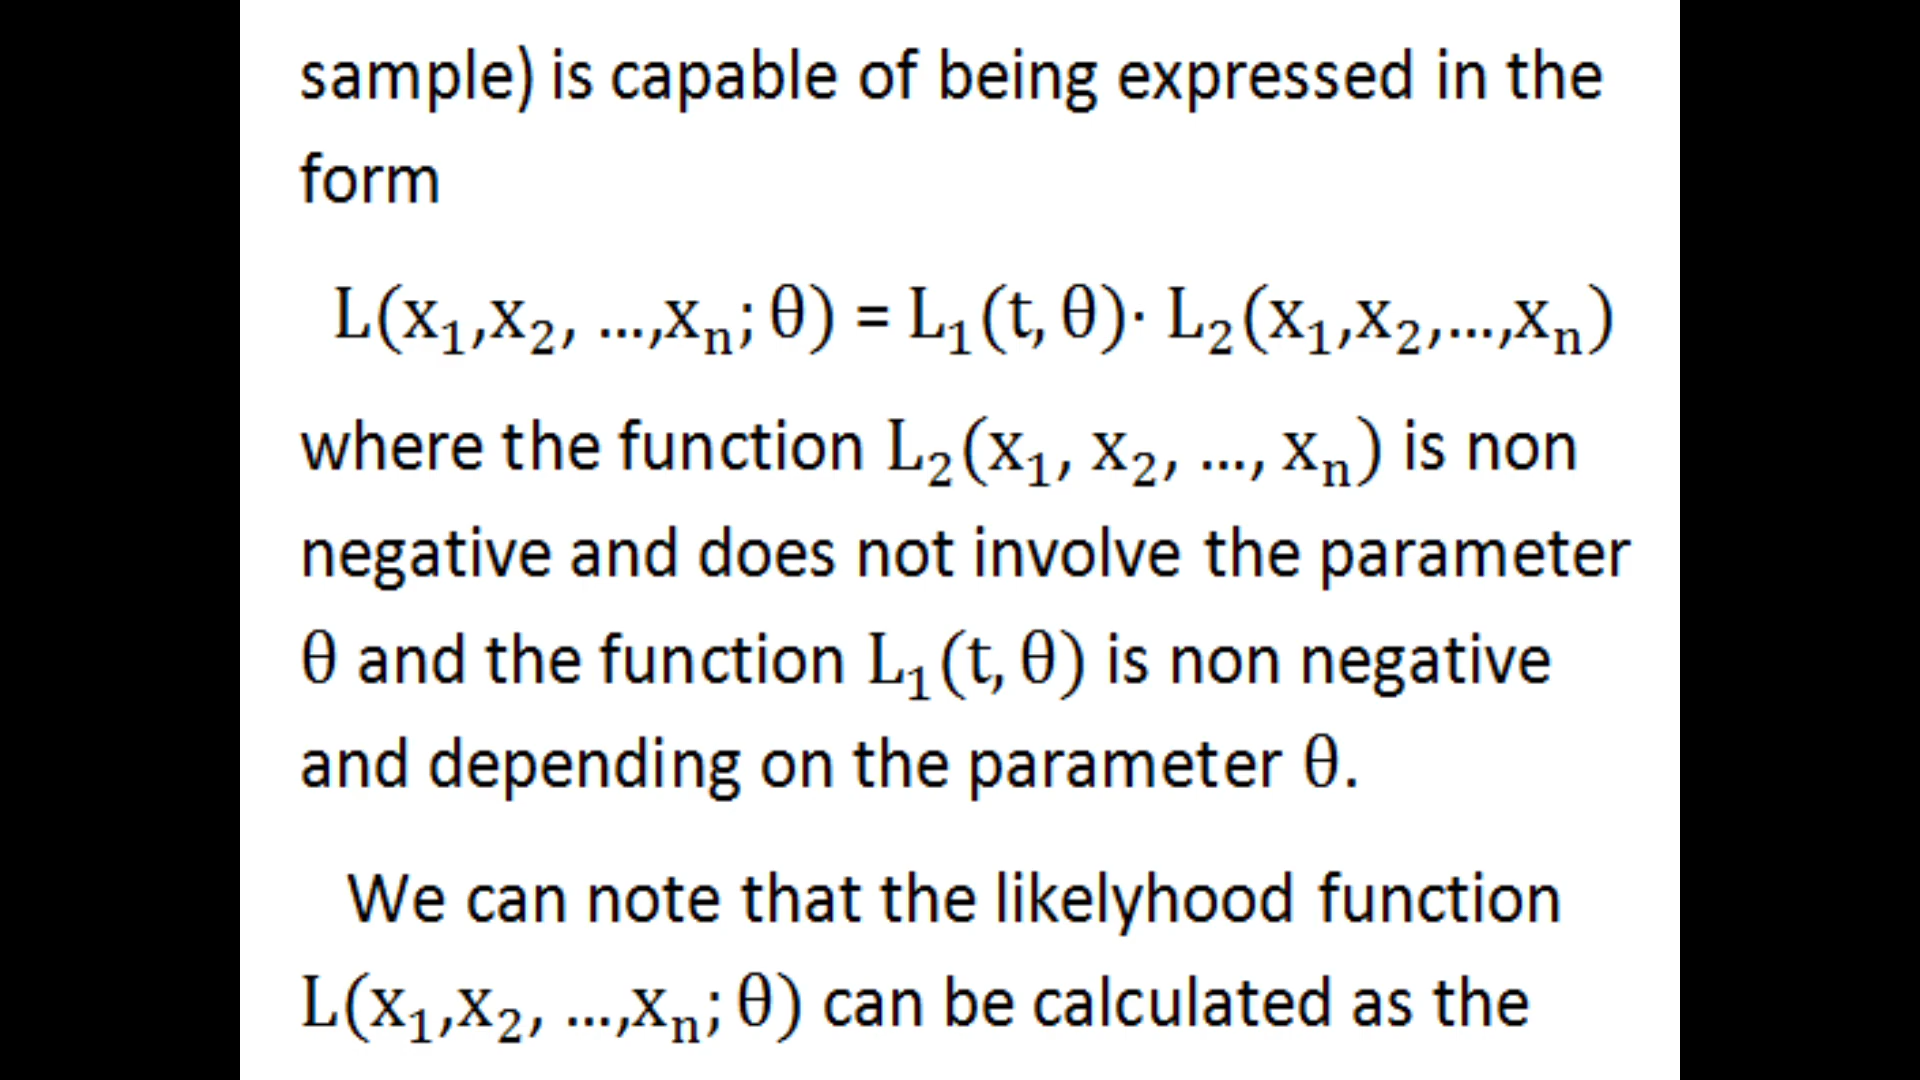 sample) is capable of being expressed in the
form
L(x₁,x₂, ...,xₙ; θ) = L₁(t, θ)· L₂(x₁,x₂,...,xₙ)
where the function L₂(x₁, x₂, ..., xₙ) is non
negative and does not involve the parameter
θ and the function L₁(t, θ) is non negative
and depending on the parameter θ.
We can note that the likelyhood function
L(x₁,x₂, ...,xₙ; θ) can be calculated as the